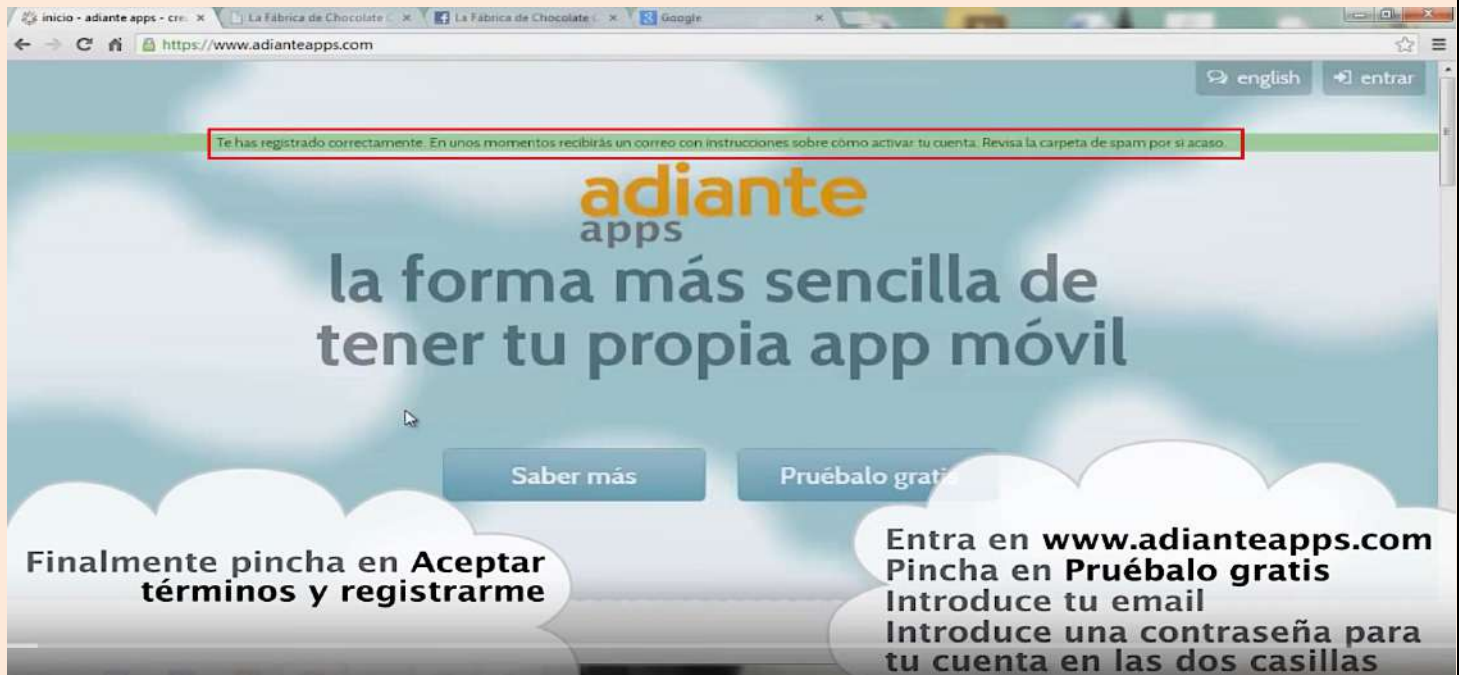 inicio - adiante apps - cre
La Fábrica de Chocolate C
La Fábrica de Chocolate C
Google
https://www.adianteapps.com
english
entrar
Te has registrado correctamente. En unos momentos recibirás un correo con instrucciones sobre cómo activar tu cuenta. Revisa la carpeta de spam por si acaso.
adiante
apps
la forma más sencilla de
tener tu propia app móvil
Saber más
Pruébalo gratis
Finalmente pincha en Aceptar
términos y registrarme
Entra en www.adianteapps.com
Pincha en Pruébalo gratis
Introduce tu email
Introduce una contraseña para
tu cuenta en las dos casillas